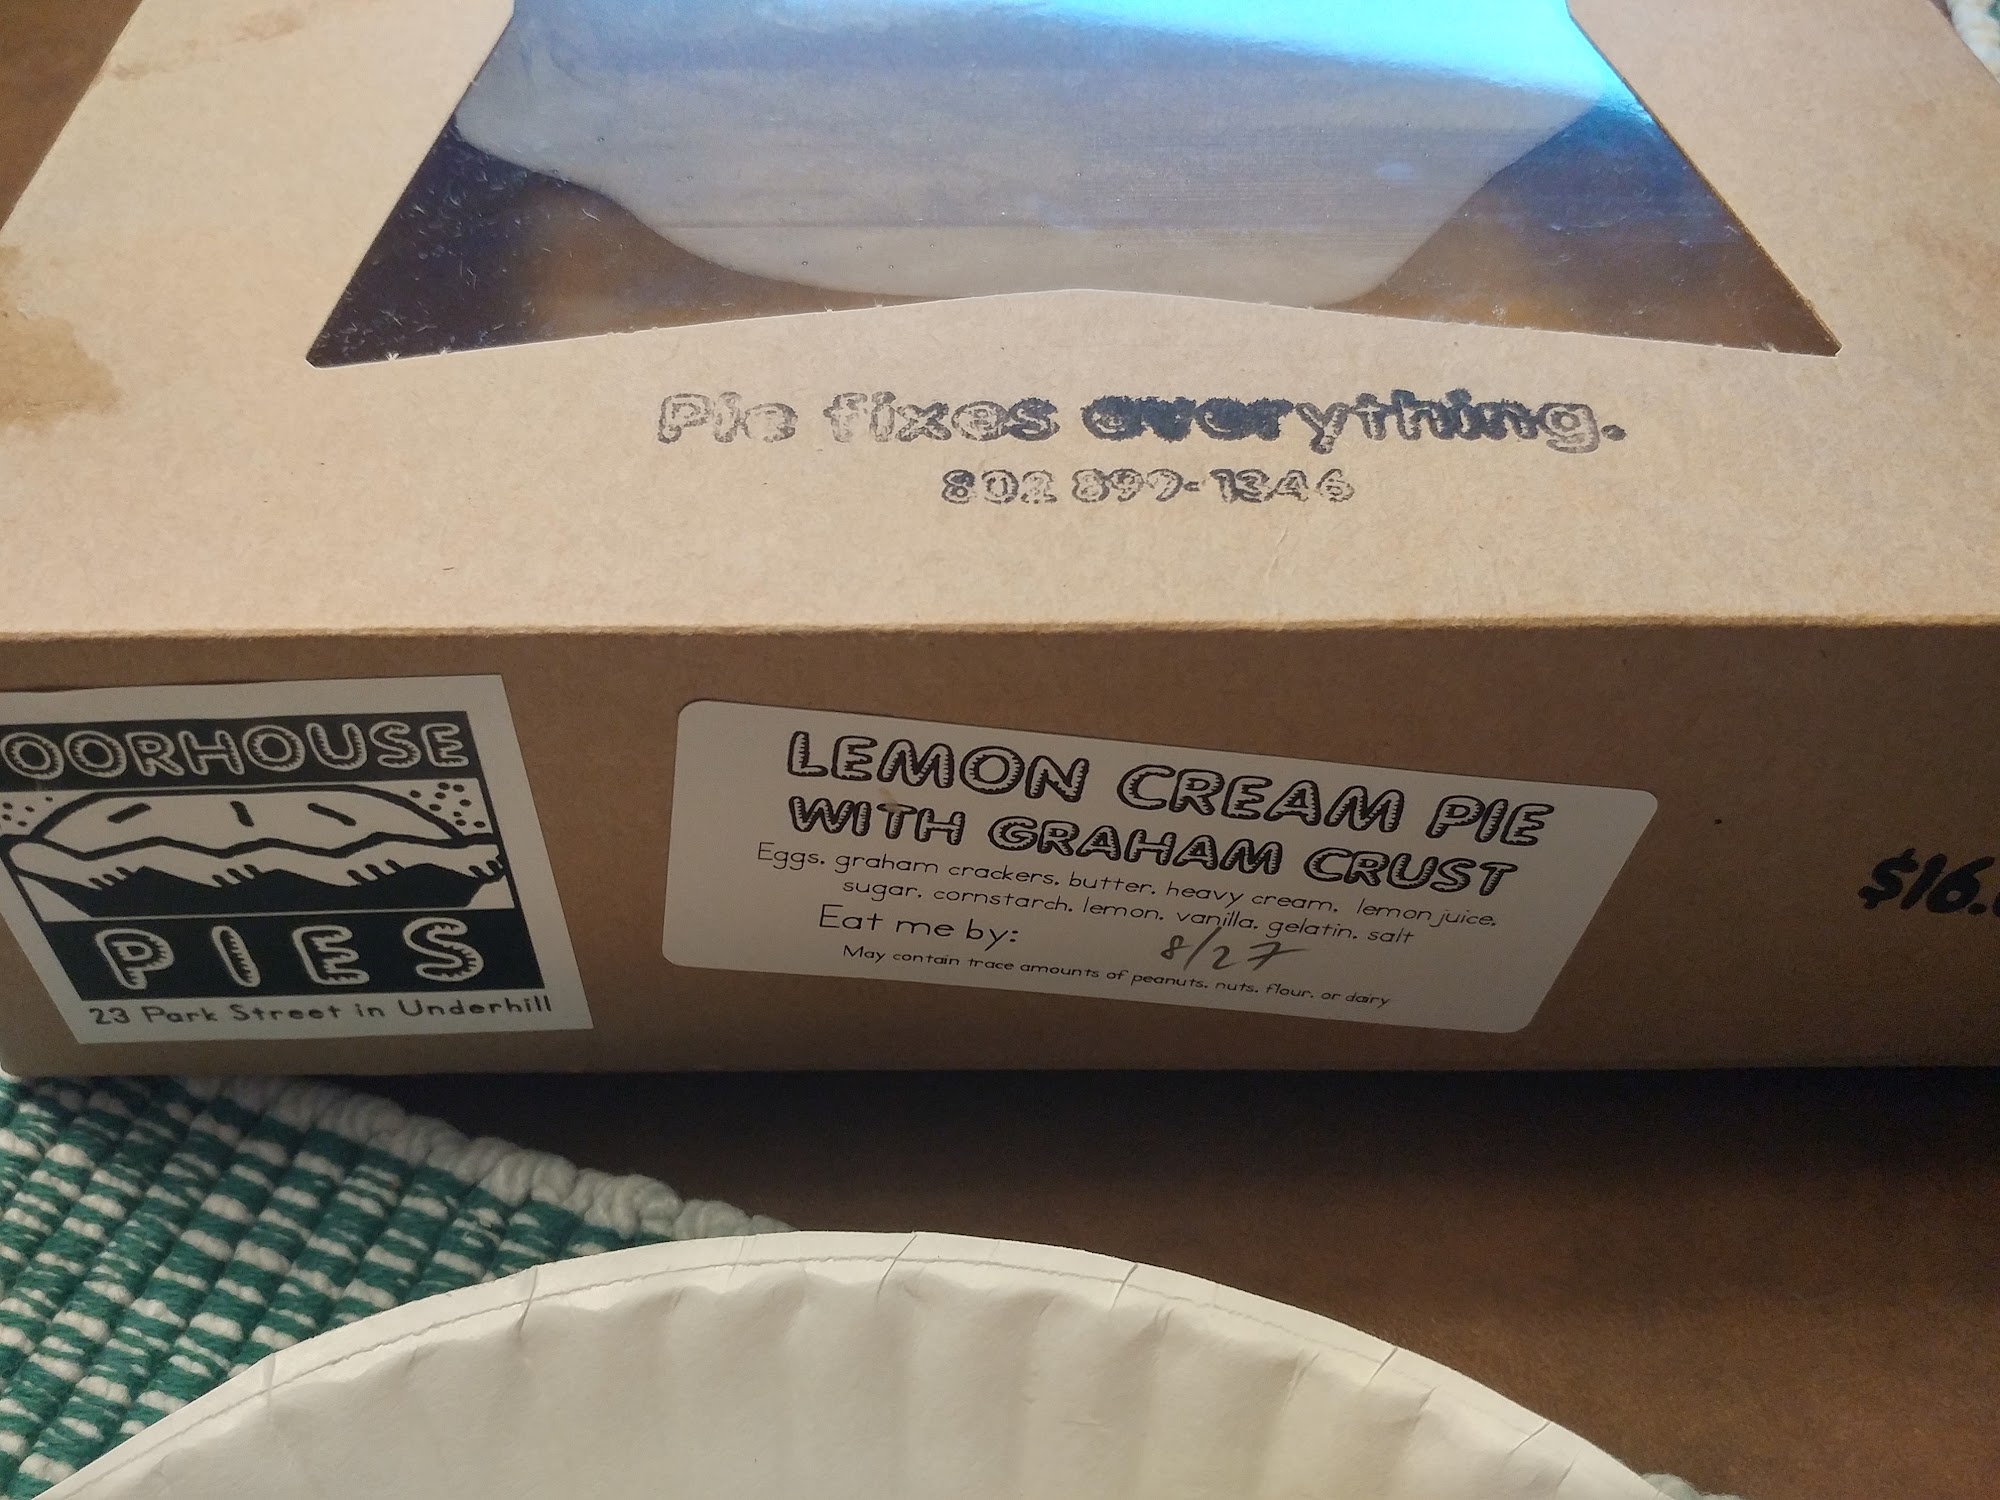 Pie fixes everything.
802 899-1346
OORHOUSE
PIES
23 Park Street in Underhill
LEMON CREAM PIE
WITH GRAHAM CRUST
Eggs. graham crackers. butter. heavy cream. lemon juice.
sugar. cornstarch. lemon. vanilla. gelatin. salt
Eat me by: 8/27
May contain trace amounts of peanuts. nuts. flour. or dairy
$16.